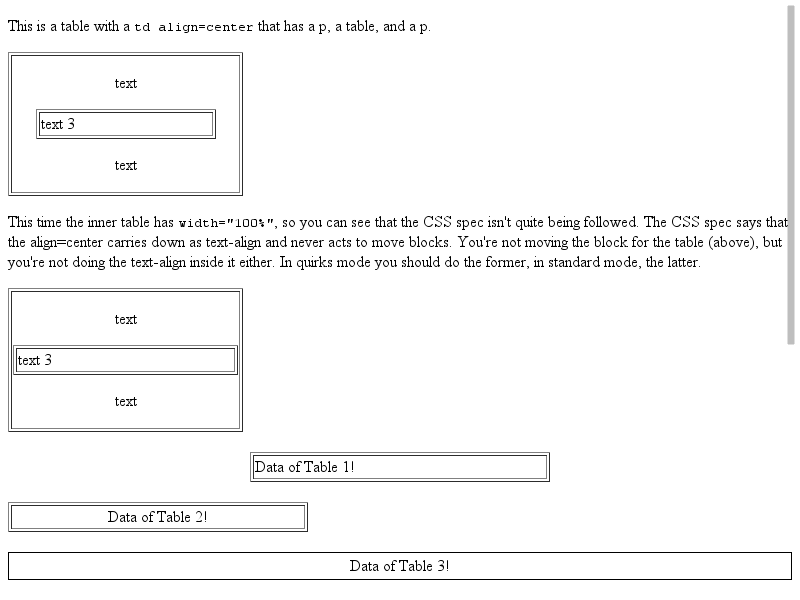 This is a table with a td align=center that has a p, a table, and a p.
text
text 3
text
This time the inner table has width="100%", so you can see that the CSS spec isn't quite being followed. The CSS spec says that
the align=center carries down as text-align and never acts to move blocks. You're not moving the block for the table (above), but
you're not doing the text-align inside it either. In quirks mode you should do the former, in standard mode, the latter.
text
text 3
text
Data of Table 1!
Data of Table 2!
Data of Table 3!